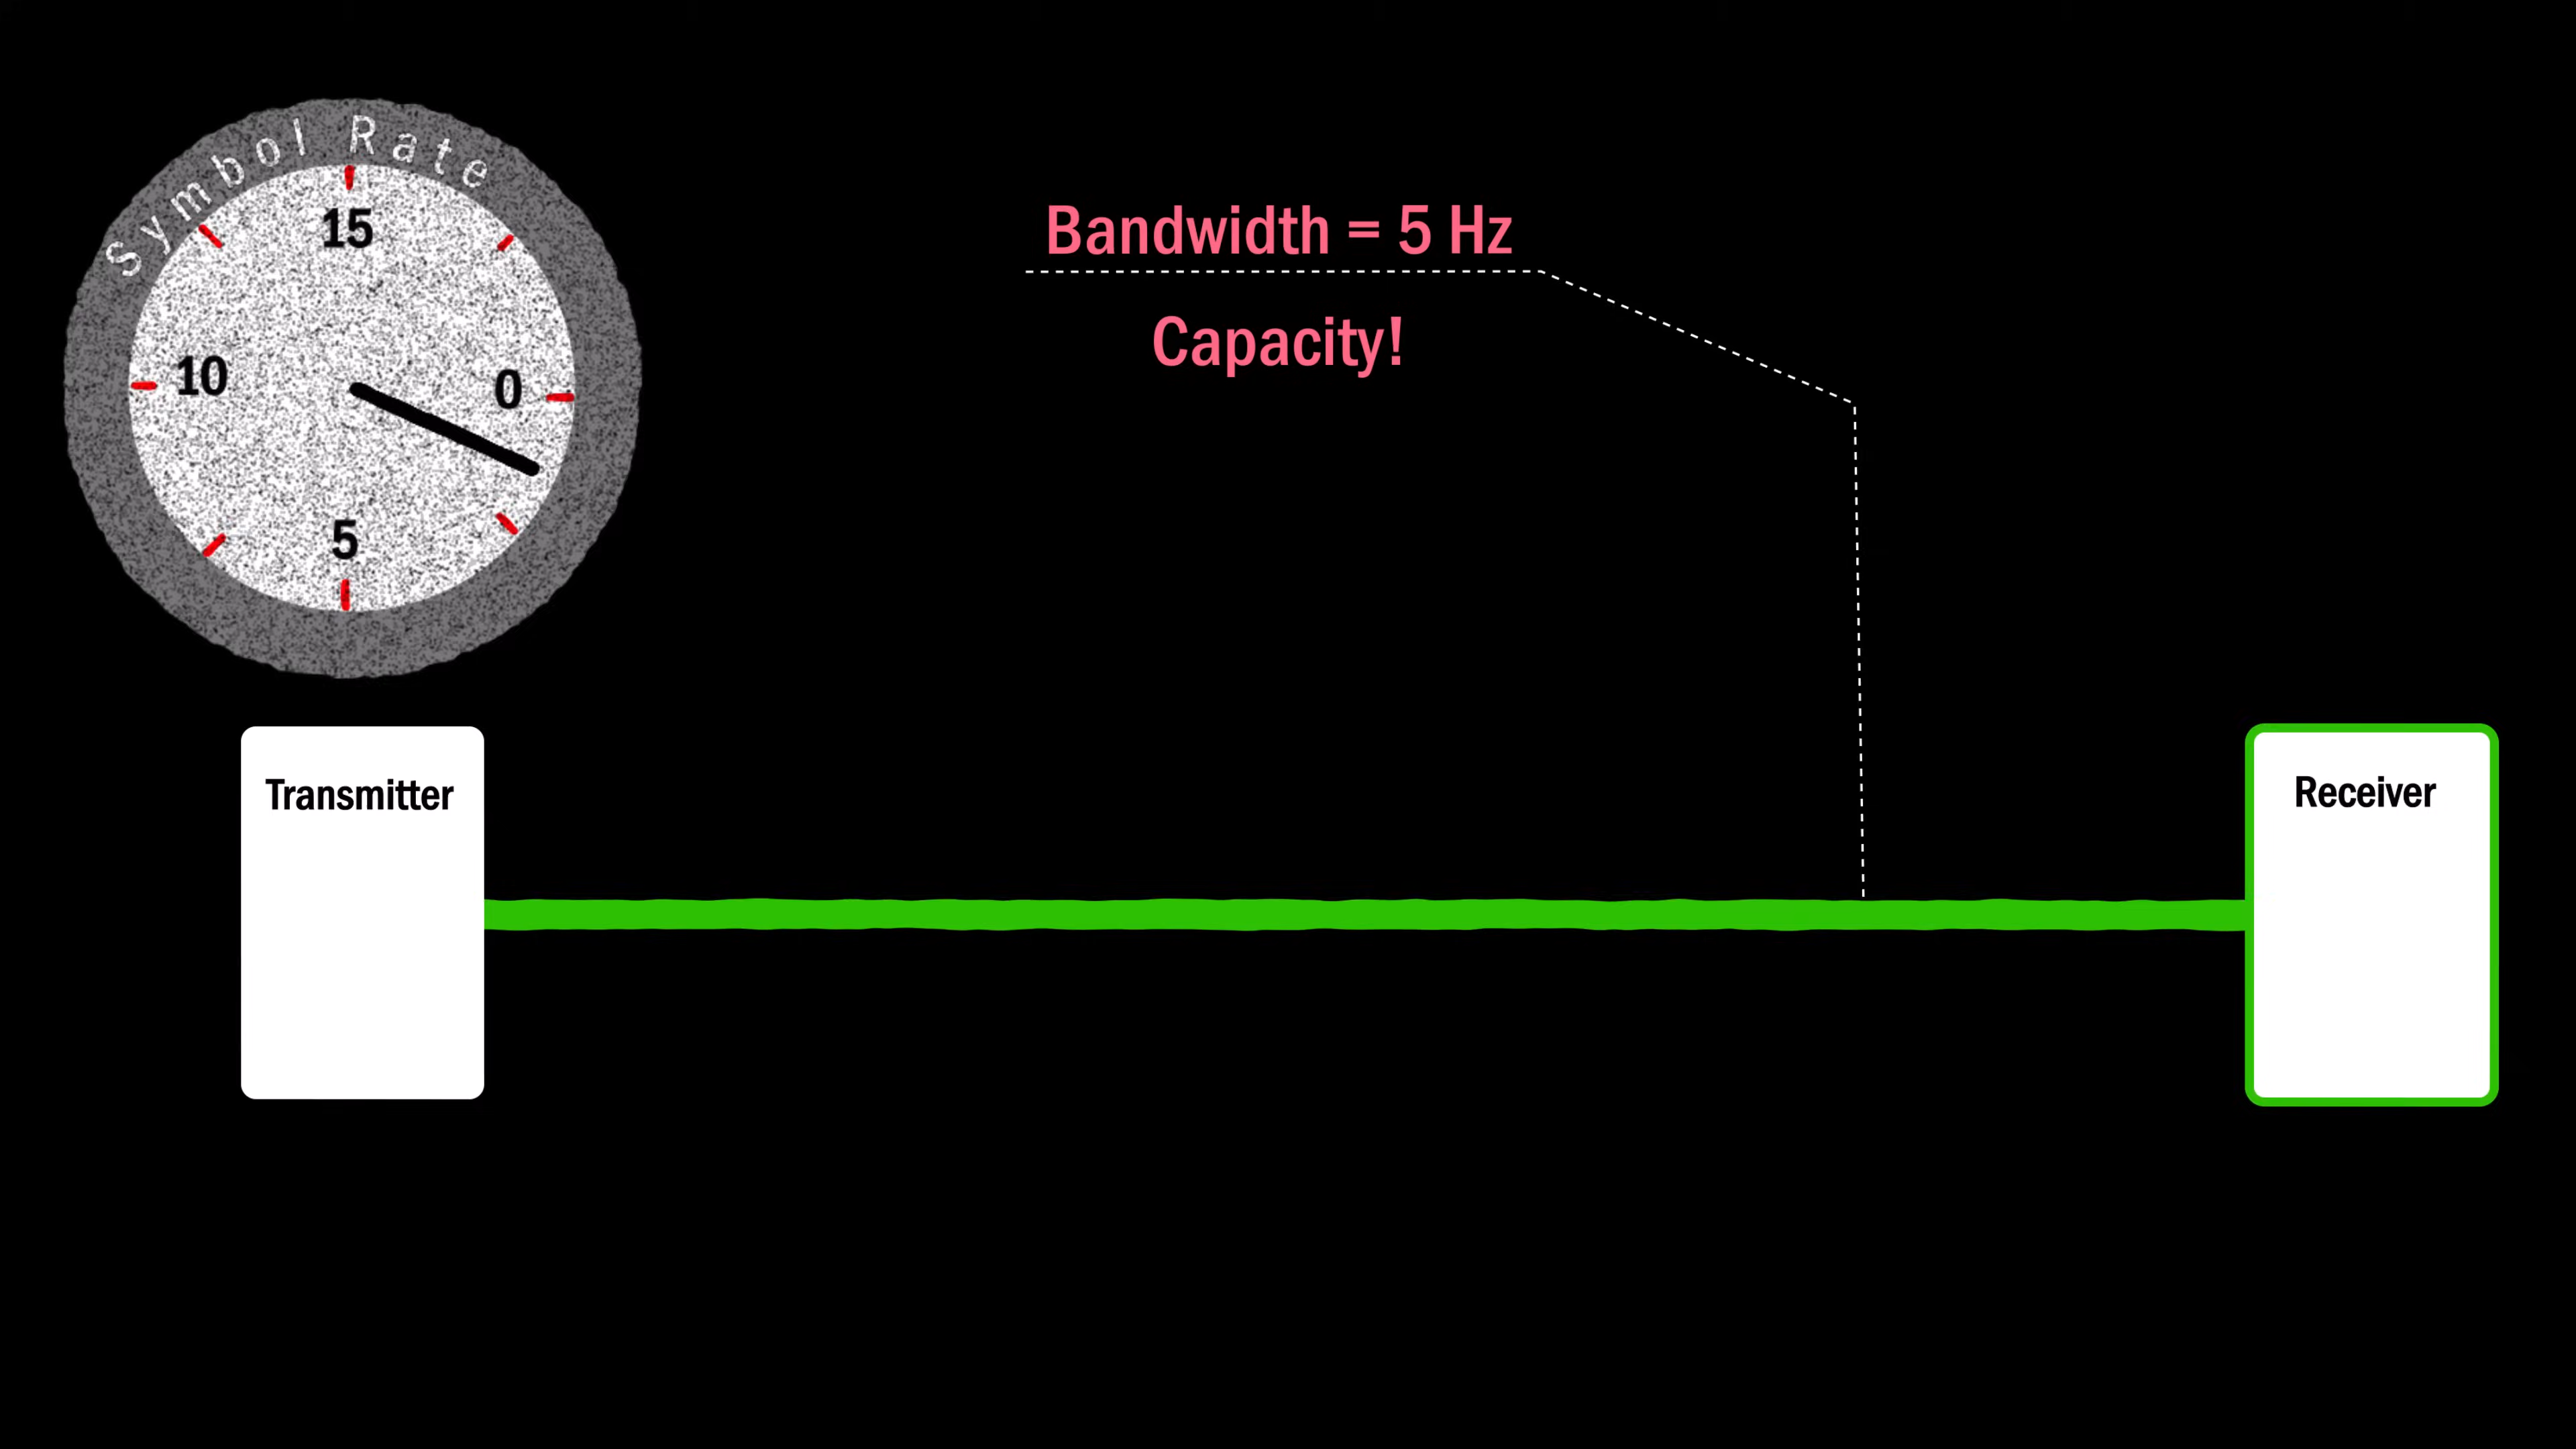 Symbol Rate
15
10
0
5
Bandwidth = 5 Hz
Capacity!
Transmitter
Receiver